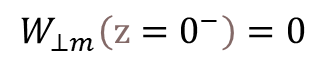 𝑊⊥𝑚(z = 0⁻) = 0